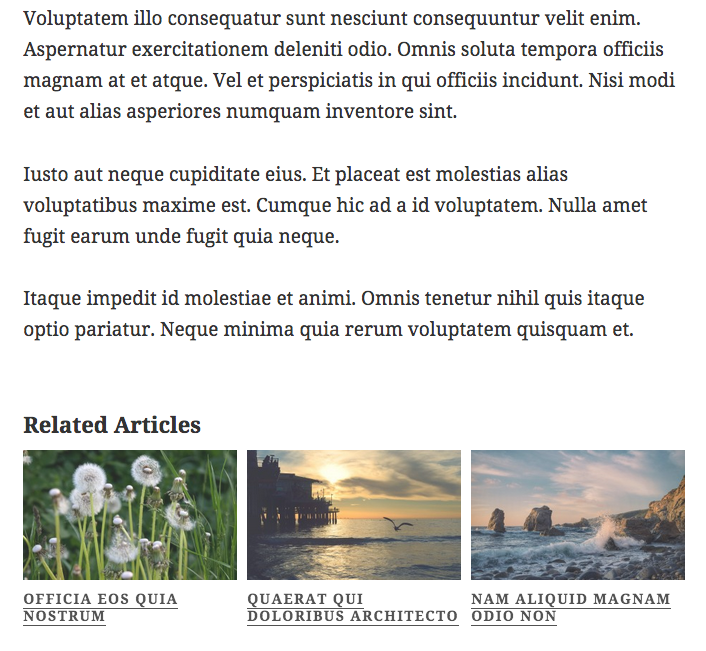 Voluptatem illo consequatur sunt nesciunt consequuntur velit enim.
Aspernatur exercitationem deleniti odio. Omnis soluta tempora officiis
magnam at et atque. Vel et perspiciatis in qui officiis incidunt. Nisi modi
et aut alias asperiores numquam inventore sint.
Iusto aut neque cupiditate eius. Et placeat est molestias alias
voluptatibus maxime est. Cumque hic ad a id voluptatem. Nulla amet
fugit earum unde fugit quia neque.
Itaque impedit id molestiae et animi. Omnis tenetur nihil quis itaque
optio pariatur. Neque minima quia rerum voluptatem quisquam et.
Related Articles
OFFICIA EOS QUIA
NOSTRUM
QUAERAT QUI
DOLORIBUS ARCHITECTO
NAM ALIQUID MAGNAM
ODIO NON